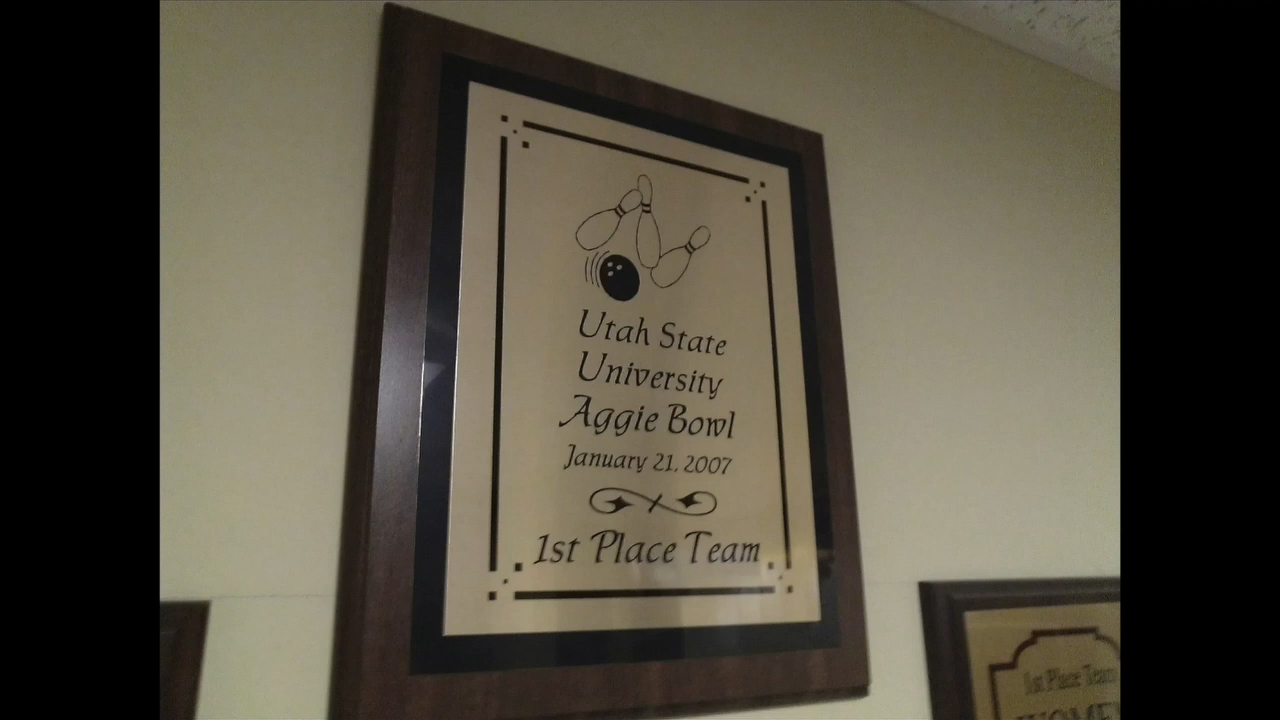 Utah State
University
Aggie Bowl
January 21, 2007
1st Place Team
1st Place Team